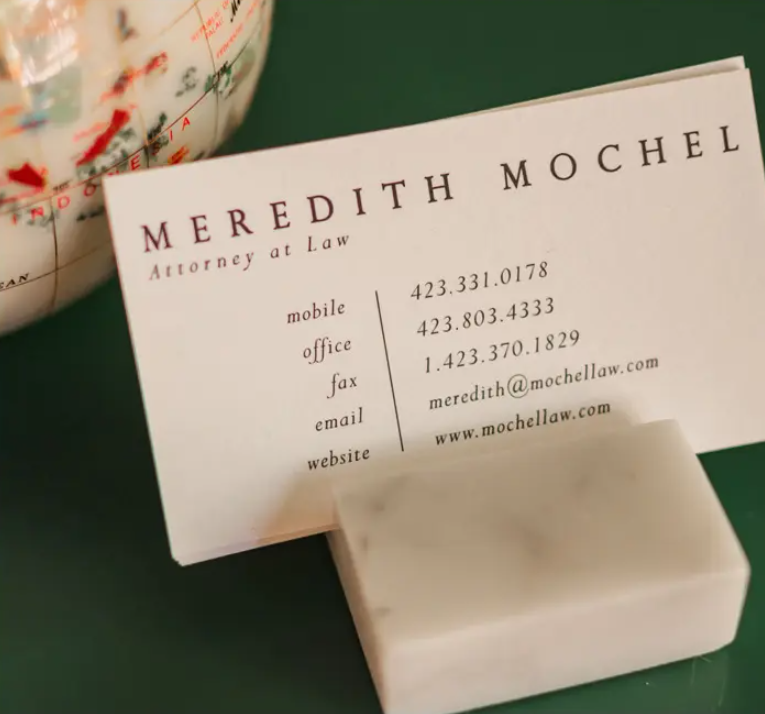 MEREDITH MOCHEL
Attorney at Law
mobile 423.331.0178
office 423.803.4333
fax 1.423.370.1829
email meredith@mochellaw.com
website www.mochellaw.com
INDONESIA